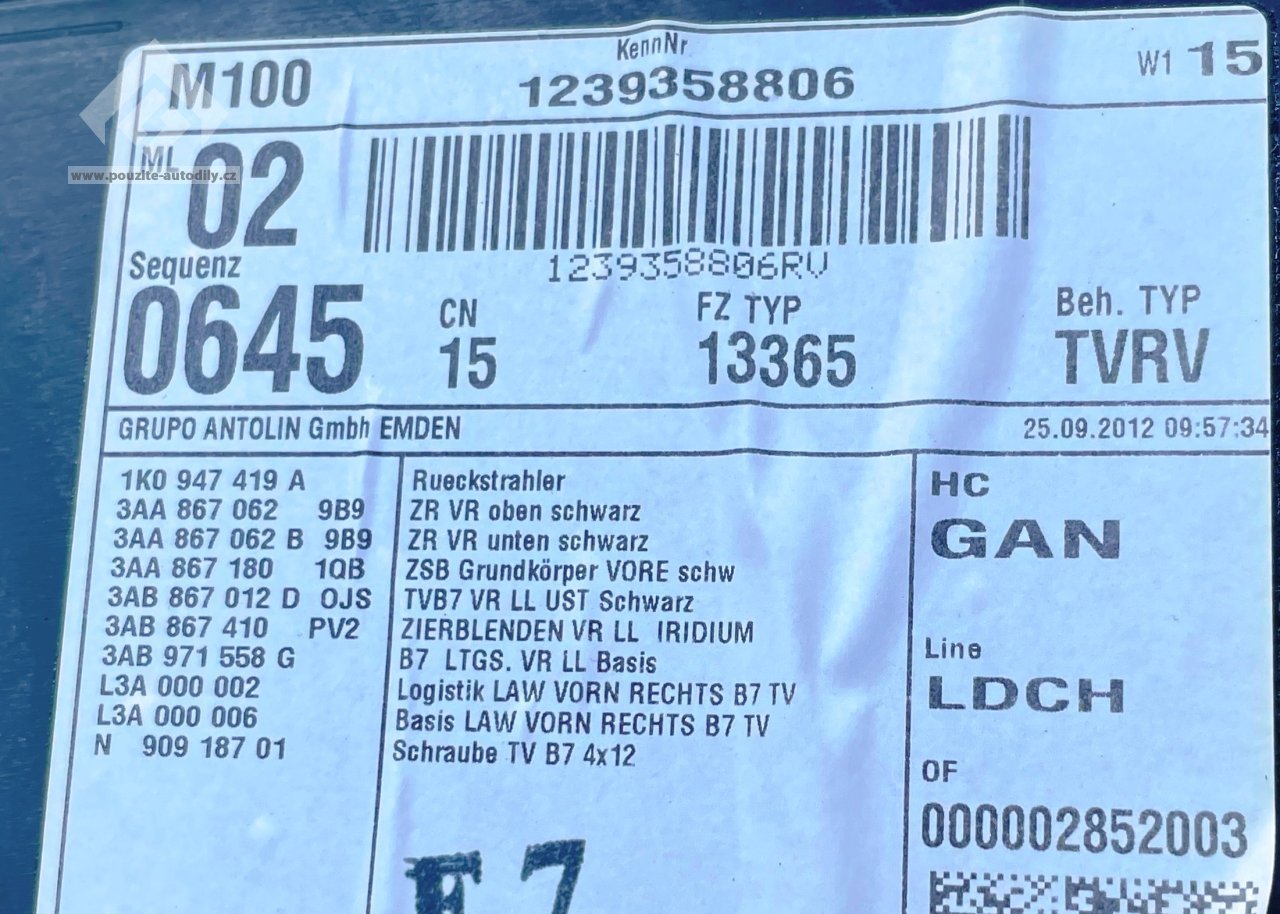 KennNr
M100 1239358806 W1 15
ML 02
www.pouzite-autodily.cz
1239358806RV
Sequenz
0645
CN
15
FZ TYP
13365
Beh. TYP
TVRV
GRUPO ANTOLIN Gmbh EMDEN 25.09.2012 09:57:34
1K0 947 419 A Rueckstrahler
3AA 867 062 9B9 ZR VR oben schwarz
3AA 867 062 B 9B9 ZR VR unten schwarz
3AA 867 180 1QB ZSB Grundkörper VORE schw
3AB 867 012 D OJS TVB7 VR LL UST Schwarz
3AB 867 410 PV2 ZIERBLENDEN VR LL IRIDIUM
3AB 971 558 G B7 LTGS. VR LL Basis
L3A 000 002 Logistik LAW VORN RECHTS B7 TV
L3A 000 006 Basis LAW VORN RECHTS B7 TV
N 909 187 01 Schraube TV B7 4x12
HC
GAN
Line
LDCH
OF
000002852003